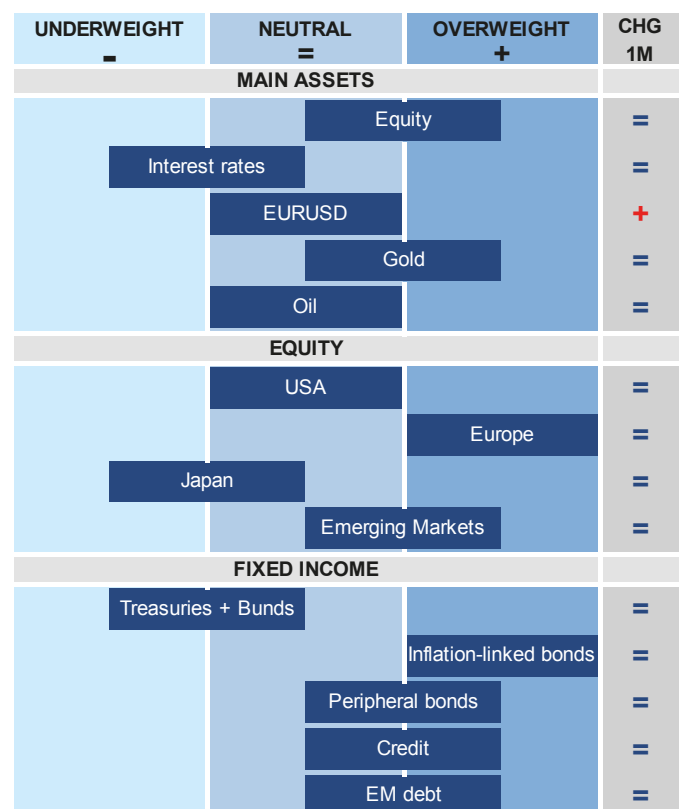 UNDERWEIGHT NEUTRAL OVERWEIGHT CHG
- = + 1M
MAIN ASSETS
Equity =
Interest rates =
EURUSD +
Gold =
Oil =
EQUITY
USA =
Europe =
Japan =
Emerging Markets =
FIXED INCOME
Treasuries + Bunds =
Inflation-linked bonds =
Peripheral bonds =
Credit =
EM debt =